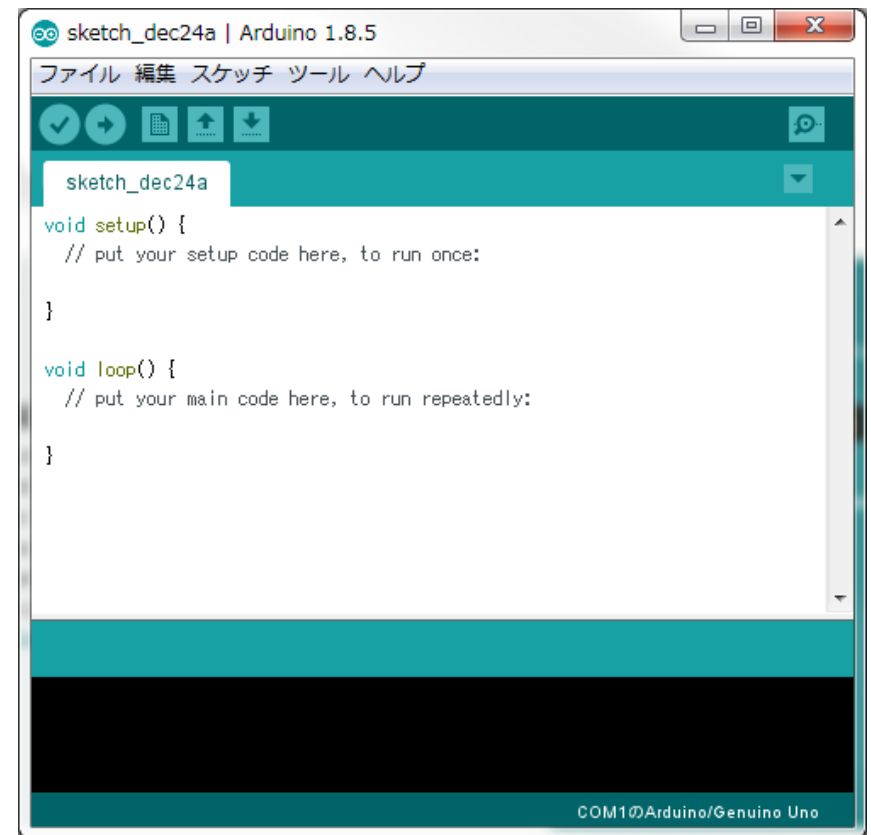 sketch_dec24a | Arduino 1.8.5
ファイル 編集 スケッチ ツール ヘルプ
sketch_dec24a
void setup() {
  // put your setup code here, to run once:
}
void loop() {
  // put your main code here, to run repeatedly:
}
COM1のArduino/Genuino Uno